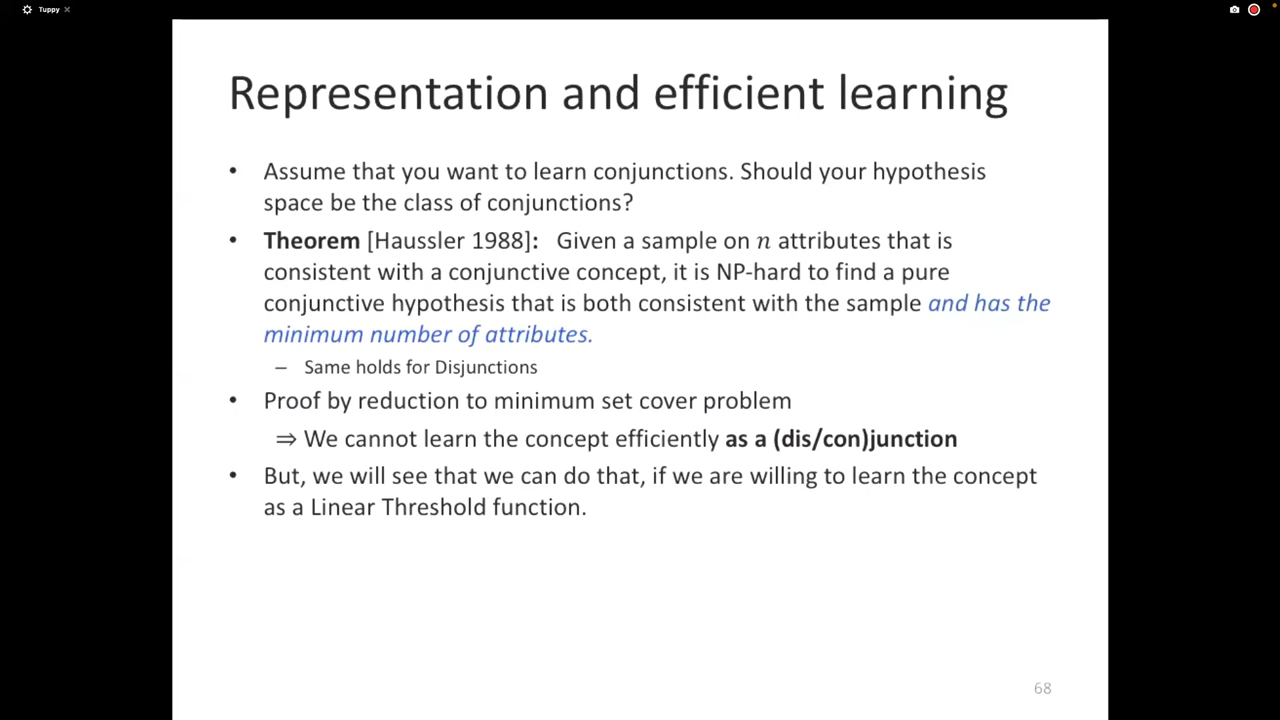 Tuppy ×
Representation and efficient learning
• Assume that you want to learn conjunctions. Should your hypothesis
space be the class of conjunctions?
• Theorem [Haussler 1988]: Given a sample on n attributes that is
consistent with a conjunctive concept, it is NP-hard to find a pure
conjunctive hypothesis that is both consistent with the sample and has the
minimum number of attributes.
– Same holds for Disjunctions
• Proof by reduction to minimum set cover problem
⇒ We cannot learn the concept efficiently as a (dis/con)junction
• But, we will see that we can do that, if we are willing to learn the concept
as a Linear Threshold function.
68